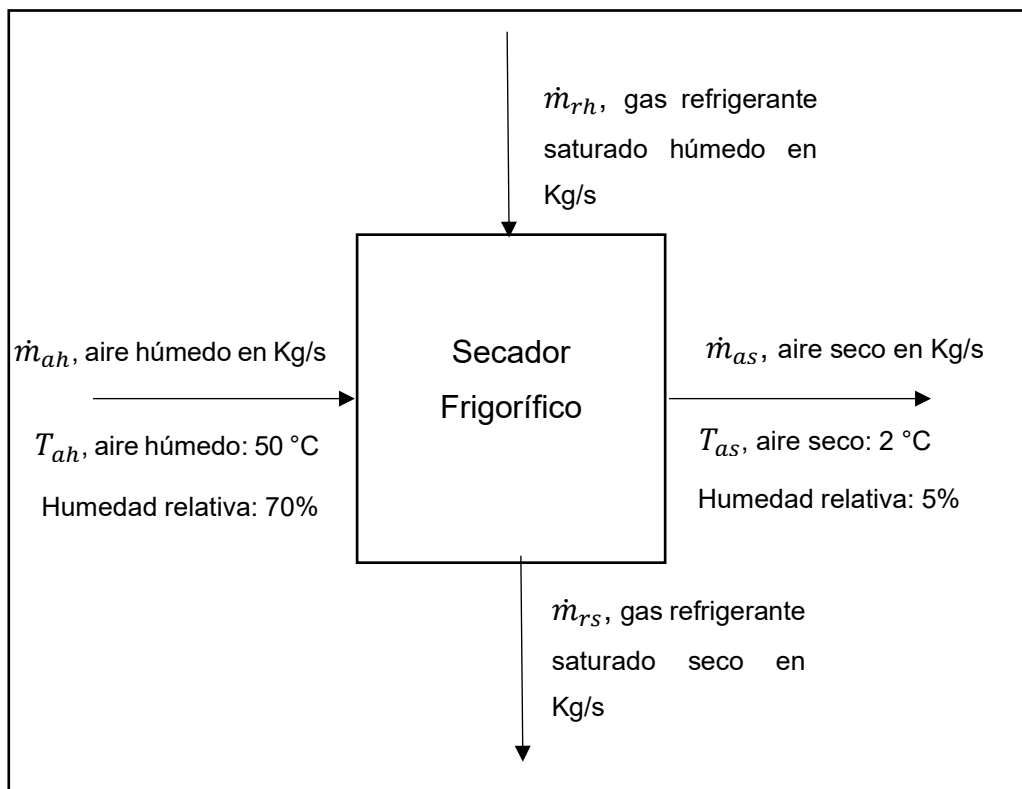 ṁ_rh, gas refrigerante
saturado húmedo en
Kg/s
ṁ_ah, aire húmedo en Kg/s
T_ah, aire húmedo: 50 °C
Humedad relativa: 70%
Secador
Frigorífico
ṁ_as, aire seco en Kg/s
T_as, aire seco: 2 °C
Humedad relativa: 5%
ṁ_rs, gas refrigerante
saturado seco en
Kg/s